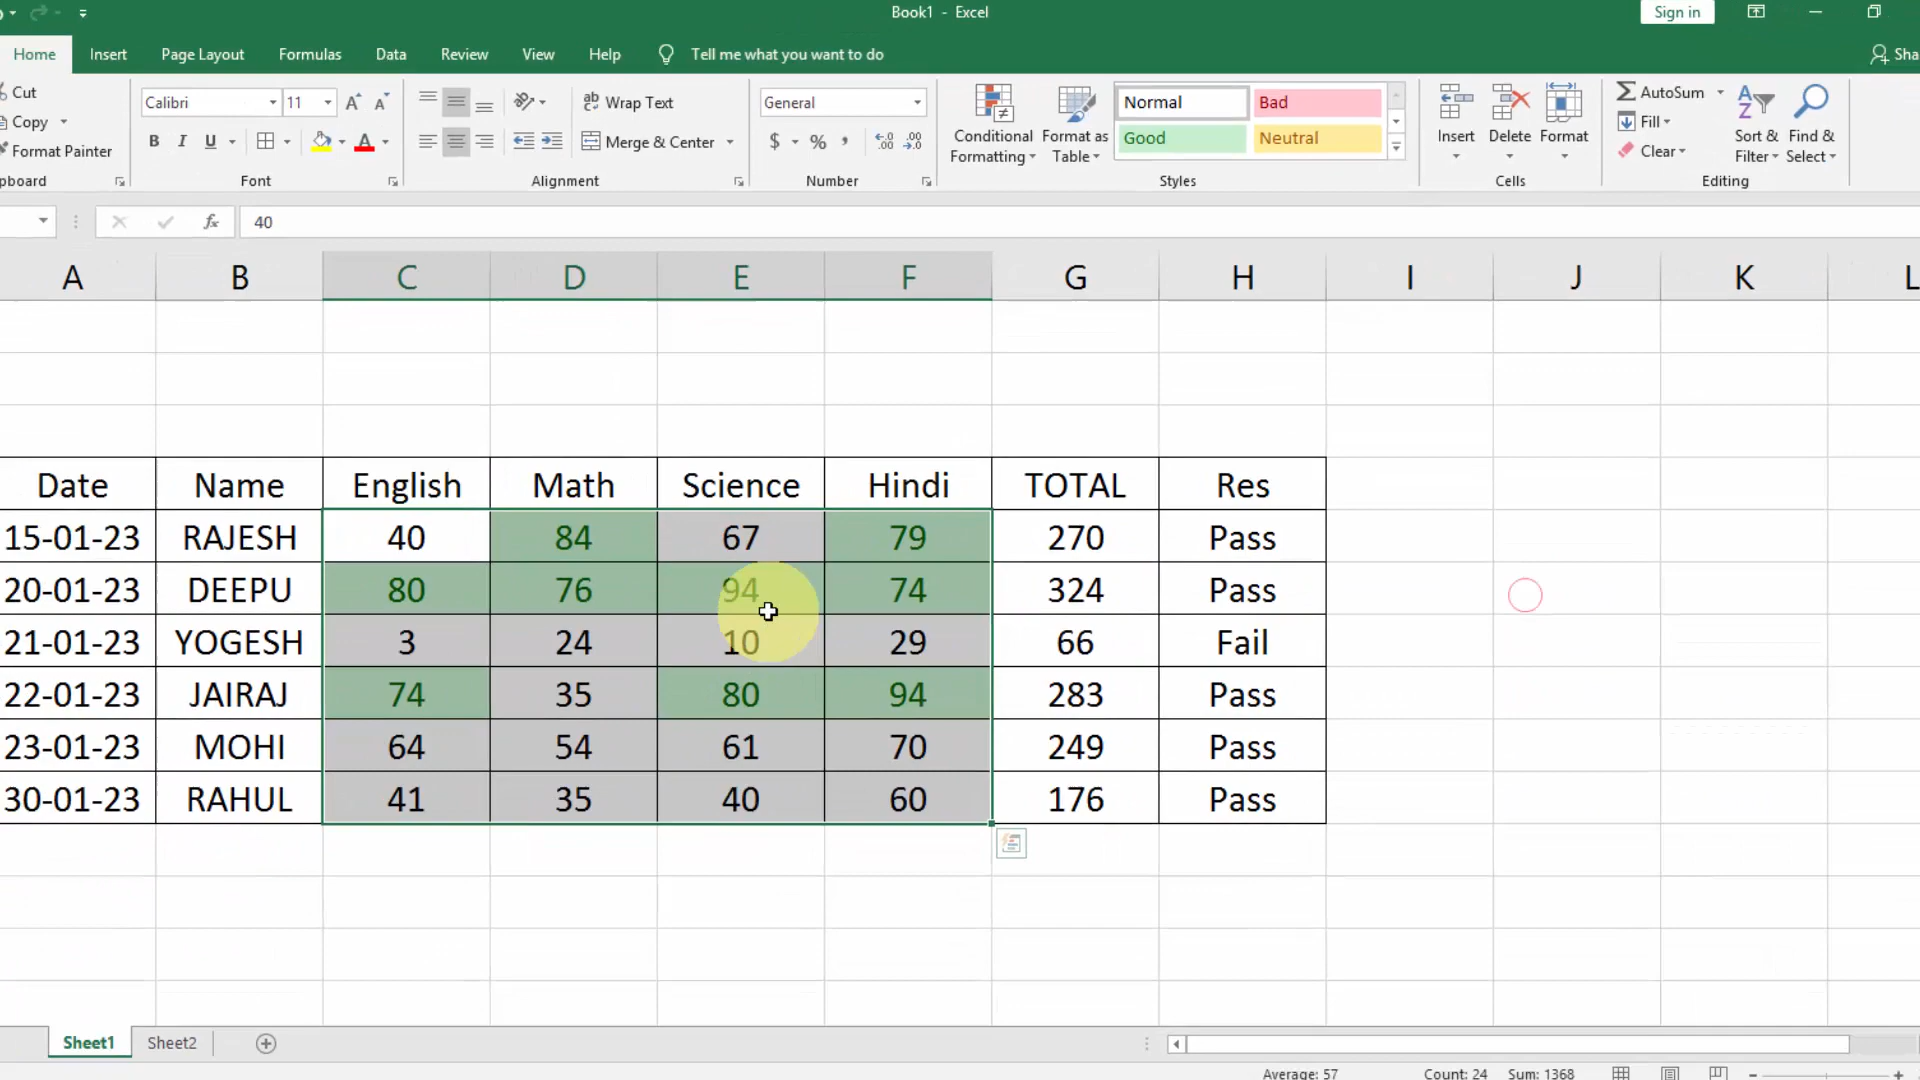 Book1 - Excel
Sign in
Home Insert Page Layout Formulas Data Review View Help Tell me what you want to do
Cut
Copy
Format Painter
Calibri 11
B I U
Wrap Text
Merge & Center
General
$ % ,
Conditional Formatting
Format as Table
Normal Bad
Good Neutral
Insert Delete Format
AutoSum
Fill
Clear
Sort & Filter
Find & Select
Font Alignment Number Styles Cells Editing
fx 40
A B C D E F G H I J K L
Date Name English Math Science Hindi TOTAL Res
15-01-23 RAJESH 40 84 67 79 270 Pass
20-01-23 DEEPU 80 76 94 74 324 Pass
21-01-23 YOGESH 3 24 10 29 66 Fail
22-01-23 JAIRAJ 74 35 80 94 283 Pass
23-01-23 MOHI 64 54 61 70 249 Pass
30-01-23 RAHUL 41 35 40 60 176 Pass
Sheet1 Sheet2
Average: 57 Count: 24 Sum: 1368